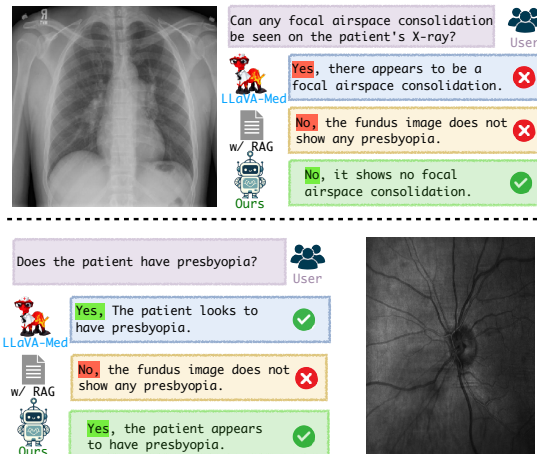 Can any focal airspace consolidation
be seen on the patient's X-ray?
User
LLaVA-Med
Yes, there appears to be a
focal airspace consolidation.
w/ RAG
No, the fundus image does not
show any presbyopia.
Ours
No, it shows no focal
airspace consolidation.
Does the patient have presbyopia?
User
LLaVA-Med
Yes, The patient looks to
have presbyopia.
w/ RAG
No, the fundus image does not
show any presbyopia.
Ours
Yes, the patient appears
to have presbyopia.